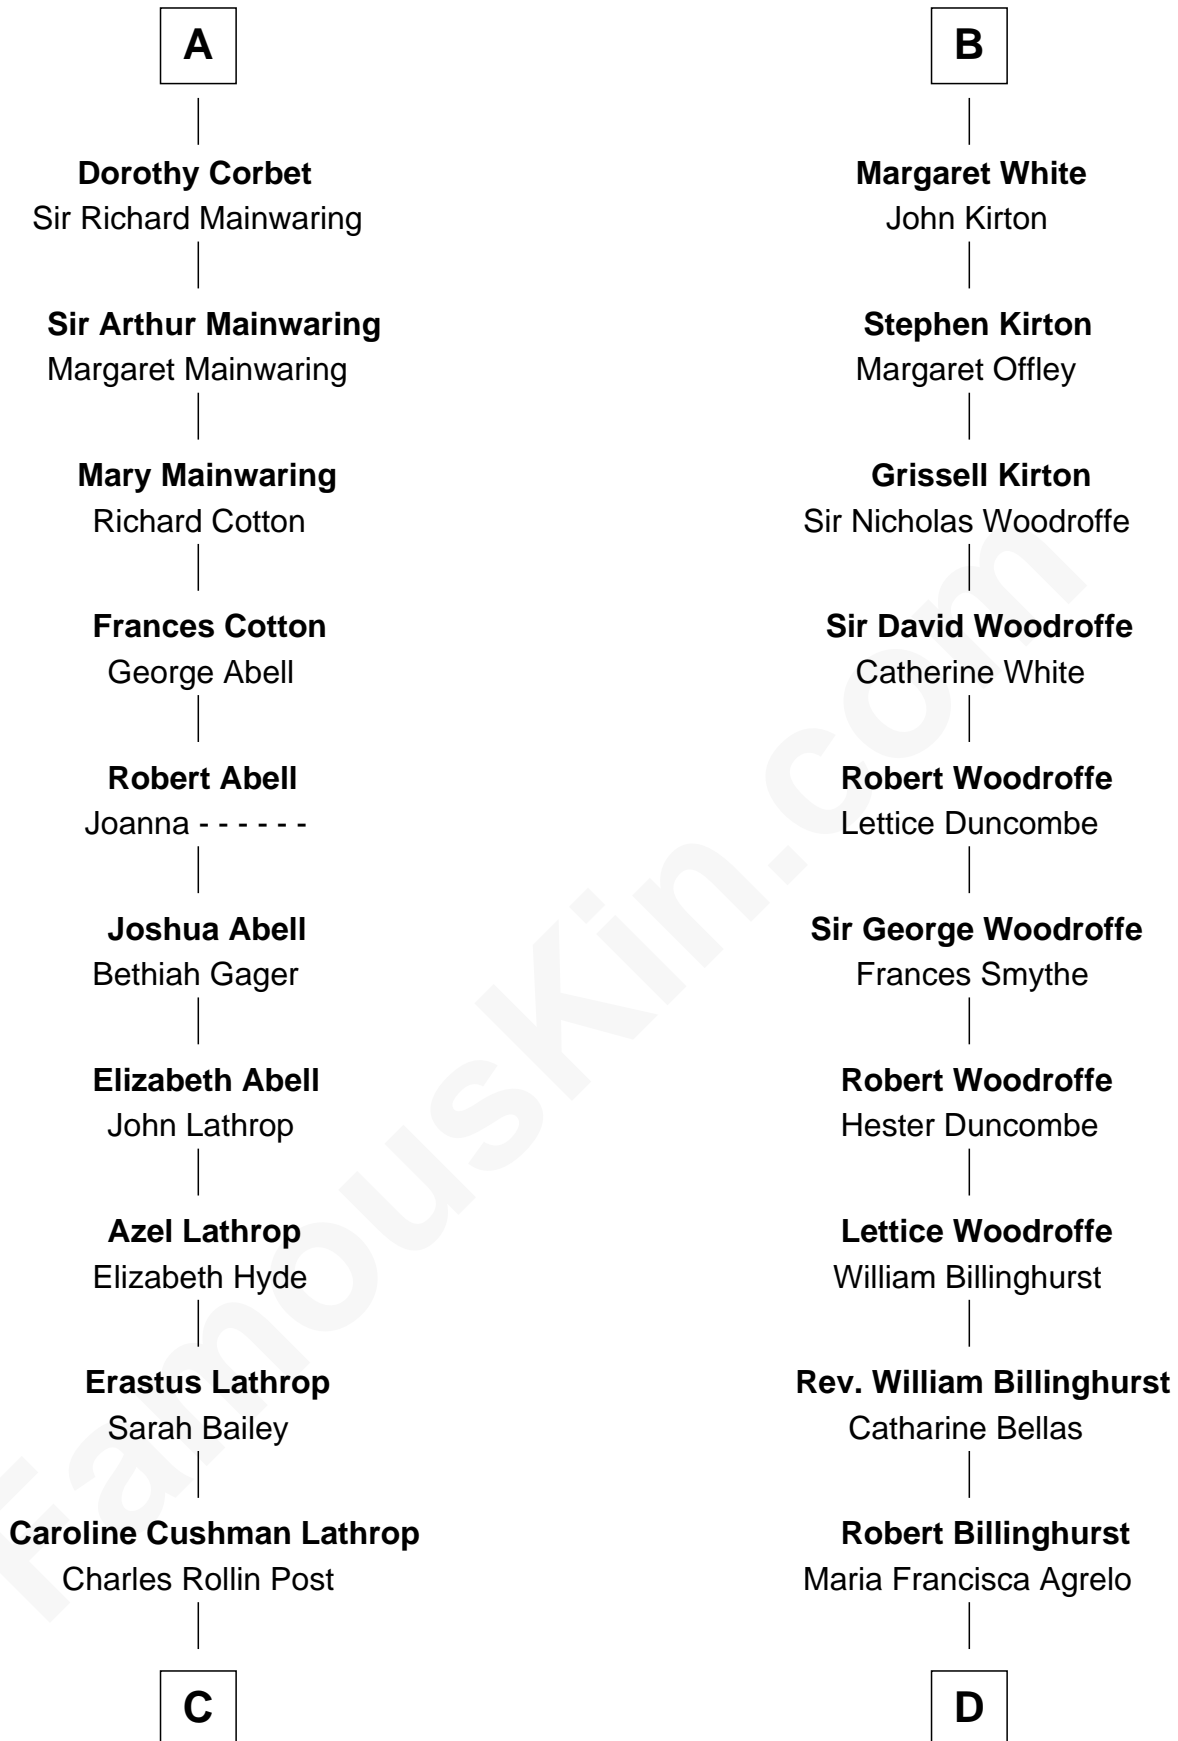 A
Dorothy Corbet
Sir Richard Mainwaring
Sir Arthur Mainwaring
Margaret Mainwaring
Mary Mainwaring
Richard Cotton
Frances Cotton
George Abell
Robert Abell
Joanna - - - - - -
Joshua Abell
Bethiah Gager
Elizabeth Abell
John Lathrop
Azel Lathrop
Elizabeth Hyde
Erastus Lathrop
Sarah Bailey
Caroline Cushman Lathrop
Charles Rollin Post
C
B
Margaret White
John Kirton
Stephen Kirton
Margaret Offley
Grissell Kirton
Sir Nicholas Woodroffe
Sir David Woodroffe
Catherine White
Robert Woodroffe
Lettice Duncombe
Sir George Woodroffe
Frances Smythe
Robert Woodroffe
Hester Duncombe
Lettice Woodroffe
William Billinghurst
Rev. William Billinghurst
Catharine Bellas
Robert Billinghurst
Maria Francisca Agrelo
D
FamousKin.com